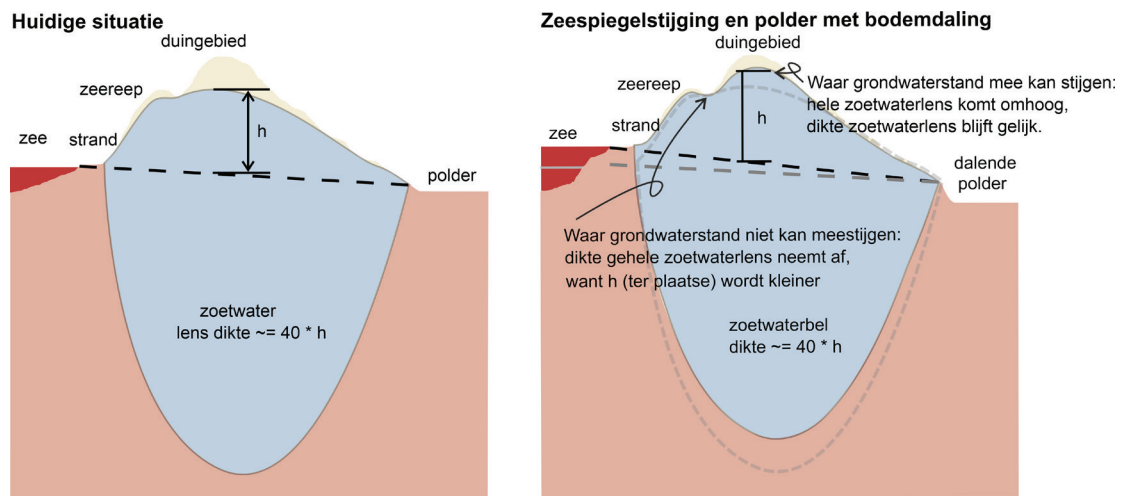 Huidige situatie
duingebied
zeereep
h
zee
strand
polder
zoetwater
lens dikte ~= 40 * h
Zeespiegelstijging en polder met bodemdaling
duingebied
zeereep
Waar grondwaterstand mee kan stijgen:
hele zoetwaterlens komt omhoog,
dikte zoetwaterlens blijft gelijk.
h
zee
strand
dalende
polder
Waar grondwaterstand niet kan meestijgen:
dikte gehele zoetwaterlens neemt af,
want h (ter plaatse) wordt kleiner
zoetwaterbel
dikte ~= 40 * h